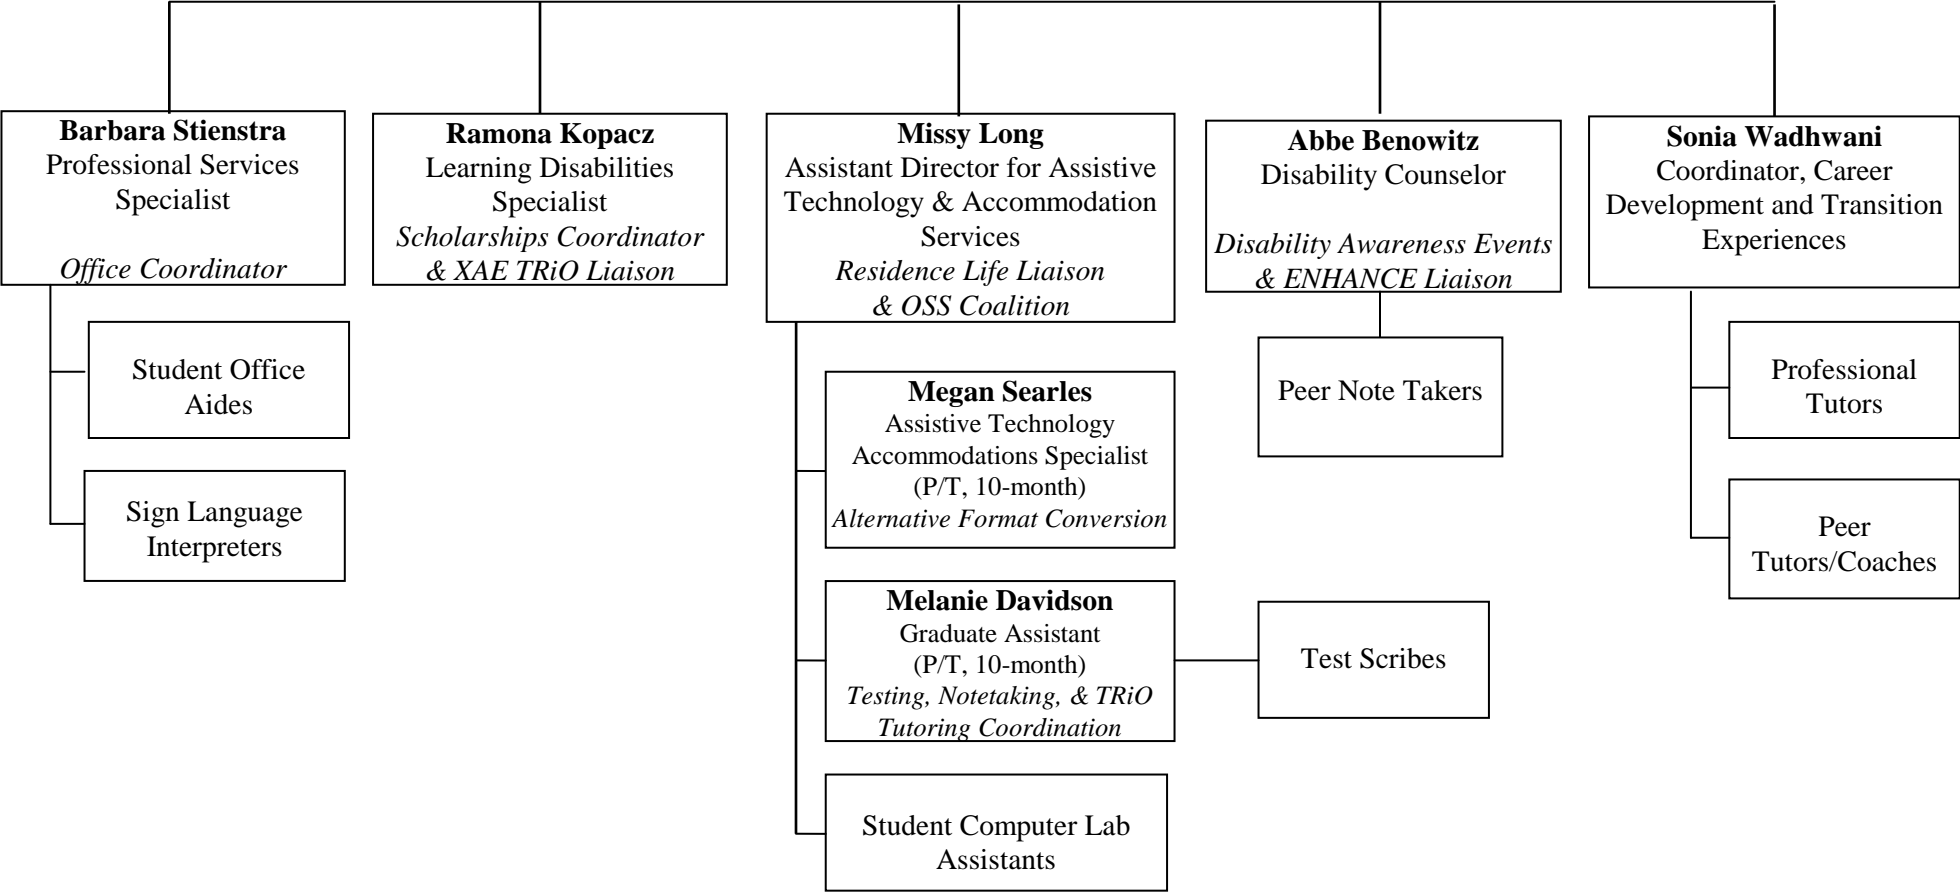 Barbara Stienstra
Professional Services
Specialist
Office Coordinator
Student Office
Aides
Sign Language
Interpreters
Ramona Kopacz
Learning Disabilities
Specialist
Scholarships Coordinator
& XAE TRiO Liaison
Missy Long
Assistant Director for Assistive
Technology & Accommodation
Services
Residence Life Liaison
& OSS Coalition
Megan Searles
Assistive Technology
Accommodations Specialist
(P/T, 10-month)
Alternative Format Conversion
Melanie Davidson
Graduate Assistant
(P/T, 10-month)
Testing, Notetaking, & TRiO
Tutoring Coordination
Test Scribes
Student Computer Lab
Assistants
Abbe Benowitz
Disability Counselor
Disability Awareness Events
& ENHANCE Liaison
Peer Note Takers
Sonia Wadhwani
Coordinator, Career
Development and Transition
Experiences
Professional
Tutors
Peer
Tutors/Coaches